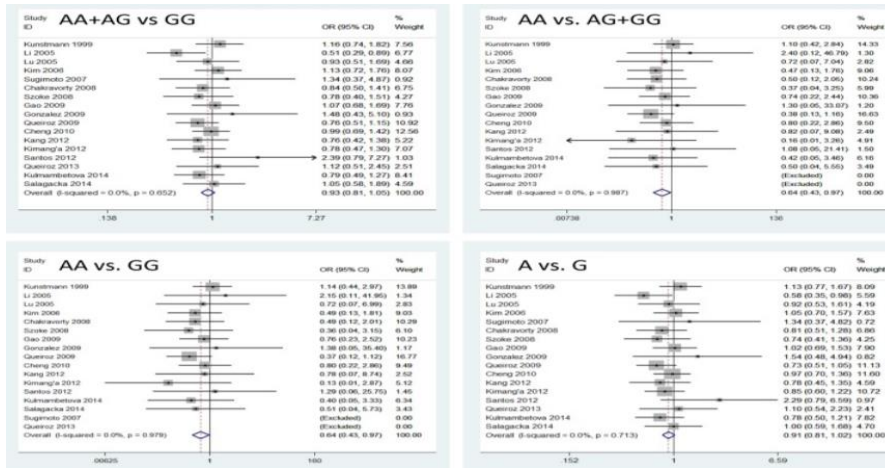 AA+AG vs GG
Study ID OR (95% CI) % Weight
Kunstmann 1999 1.16 (0.74, 1.82) 7.56
Li 2005 0.51 (0.29, 0.89) 6.77
Lu 2005 0.93 (0.51, 1.69) 4.66
Kim 2006 1.13 (0.72, 1.76) 8.07
Sugimoto 2007 1.34 (0.37, 4.87) 0.92
Chakravorty 2008 0.84 (0.50, 1.41) 6.75
Szoke 2008 0.78 (0.40, 1.51) 4.27
Gao 2009 1.07 (0.68, 1.69) 7.76
Gonzalez 2009 1.48 (0.43, 5.10) 0.93
Queiroz 2009 0.76 (0.51, 1.15) 10.92
Cheng 2010 0.99 (0.69, 1.42) 12.56
Kang 2012 0.76 (0.42, 1.38) 5.22
Kimang'a 2012 0.78 (0.47, 1.30) 7.07
Santos 2012 2.39 (0.79, 7.27) 1.03
Queiroz 2013 1.12 (0.51, 2.45) 2.51
Kulmambetova 2014 0.79 (0.49, 1.27) 8.41
Salagacka 2014 1.05 (0.58, 1.89) 4.59
Overall (I-squared = 0.0%, p = 0.652) 0.93 (0.81, 1.05) 100.00
.138 1 7.27
AA vs. AG+GG
Study ID OR (95% CI) % Weight
Kunstmann 1999 1.10 (0.42, 2.84) 14.33
Li 2005 2.40 (0.12, 46.79) 1.30
Lu 2005 0.72 (0.07, 7.04) 2.82
Kim 2006 0.47 (0.13, 1.76) 9.06
Chakravorty 2008 0.50 (0.12, 2.05) 10.24
Szoke 2008 0.37 (0.04, 3.25) 5.99
Gao 2009 0.74 (0.22, 2.44) 10.36
Gonzalez 2009 1.30 (0.05, 33.07) 1.20
Queiroz 2009 0.38 (0.13, 1.16) 16.63
Cheng 2010 0.80 (0.22, 2.86) 9.50
Kang 2012 0.82 (0.07, 9.08) 2.49
Kimang'a 2012 0.16 (0.01, 3.26) 4.91
Santos 2012 1.08 (0.05, 21.41) 1.50
Kulmambetova 2014 0.42 (0.05, 3.46) 6.16
Salagacka 2014 0.50 (0.04, 5.55) 3.49
Sugimoto 2007 (Excluded) 0.00
Queiroz 2013 (Excluded) 0.00
Overall (I-squared = 0.0%, p = 0.987) 0.64 (0.43, 0.97) 100.00
.00738 1 136
AA vs. GG
Study ID OR (95% CI) % Weight
Kunstmann 1999 1.14 (0.44, 2.97) 13.89
Li 2005 2.15 (0.11, 41.95) 1.34
Lu 2005 0.72 (0.07, 6.99) 2.83
Kim 2006 0.49 (0.13, 1.81) 9.03
Chakravorty 2008 0.49 (0.12, 2.01) 10.29
Szoke 2008 0.36 (0.04, 3.15) 6.10
Gao 2009 0.76 (0.23, 2.52) 10.23
Gonzalez 2009 1.38 (0.05, 35.40) 1.17
Queiroz 2009 0.37 (0.12, 1.12) 16.77
Cheng 2010 0.80 (0.22, 2.86) 9.49
Kang 2012 0.78 (0.07, 8.74) 2.52
Kimang'a 2012 0.13 (0.01, 2.87) 5.12
Santos 2012 1.29 (0.06, 25.75) 1.45
Kulmambetova 2014 0.40 (0.05, 3.33) 6.34
Salagacka 2014 0.51 (0.04, 5.73) 3.43
Sugimoto 2007 (Excluded) 0.00
Queiroz 2013 (Excluded) 0.00
Overall (I-squared = 0.0%, p = 0.979) 0.64 (0.43, 0.97) 100.00
.00625 1 160
A vs. G
Study ID OR (95% CI) % Weight
Kunstmann 1999 1.13 (0.77, 1.67) 8.09
Li 2005 0.58 (0.35, 0.96) 5.59
Lu 2005 0.92 (0.53, 1.61) 4.19
Kim 2006 1.05 (0.70, 1.57) 7.63
Sugimoto 2007 1.34 (0.37, 4.82) 0.72
Chakravorty 2008 0.81 (0.51, 1.28) 6.86
Szoke 2008 0.74 (0.41, 1.36) 4.25
Gao 2009 1.02 (0.69, 1.53) 7.90
Gonzalez 2009 1.54 (0.48, 4.94) 0.82
Queiroz 2009 0.73 (0.51, 1.05) 11.13
Cheng 2010 0.97 (0.70, 1.36) 11.60
Kang 2012 0.78 (0.45, 1.35) 4.59
Kimang'a 2012 0.85 (0.60, 1.22) 10.72
Santos 2012 2.29 (0.79, 6.59) 0.97
Queiroz 2013 1.10 (0.54, 2.23) 2.41
Kulmambetova 2014 0.78 (0.50, 1.21) 7.82
Salagacka 2014 1.00 (0.59, 1.68) 4.70
Overall (I-squared = 0.0%, p = 0.713) 0.91 (0.81, 1.02) 100.00
.152 1 6.59